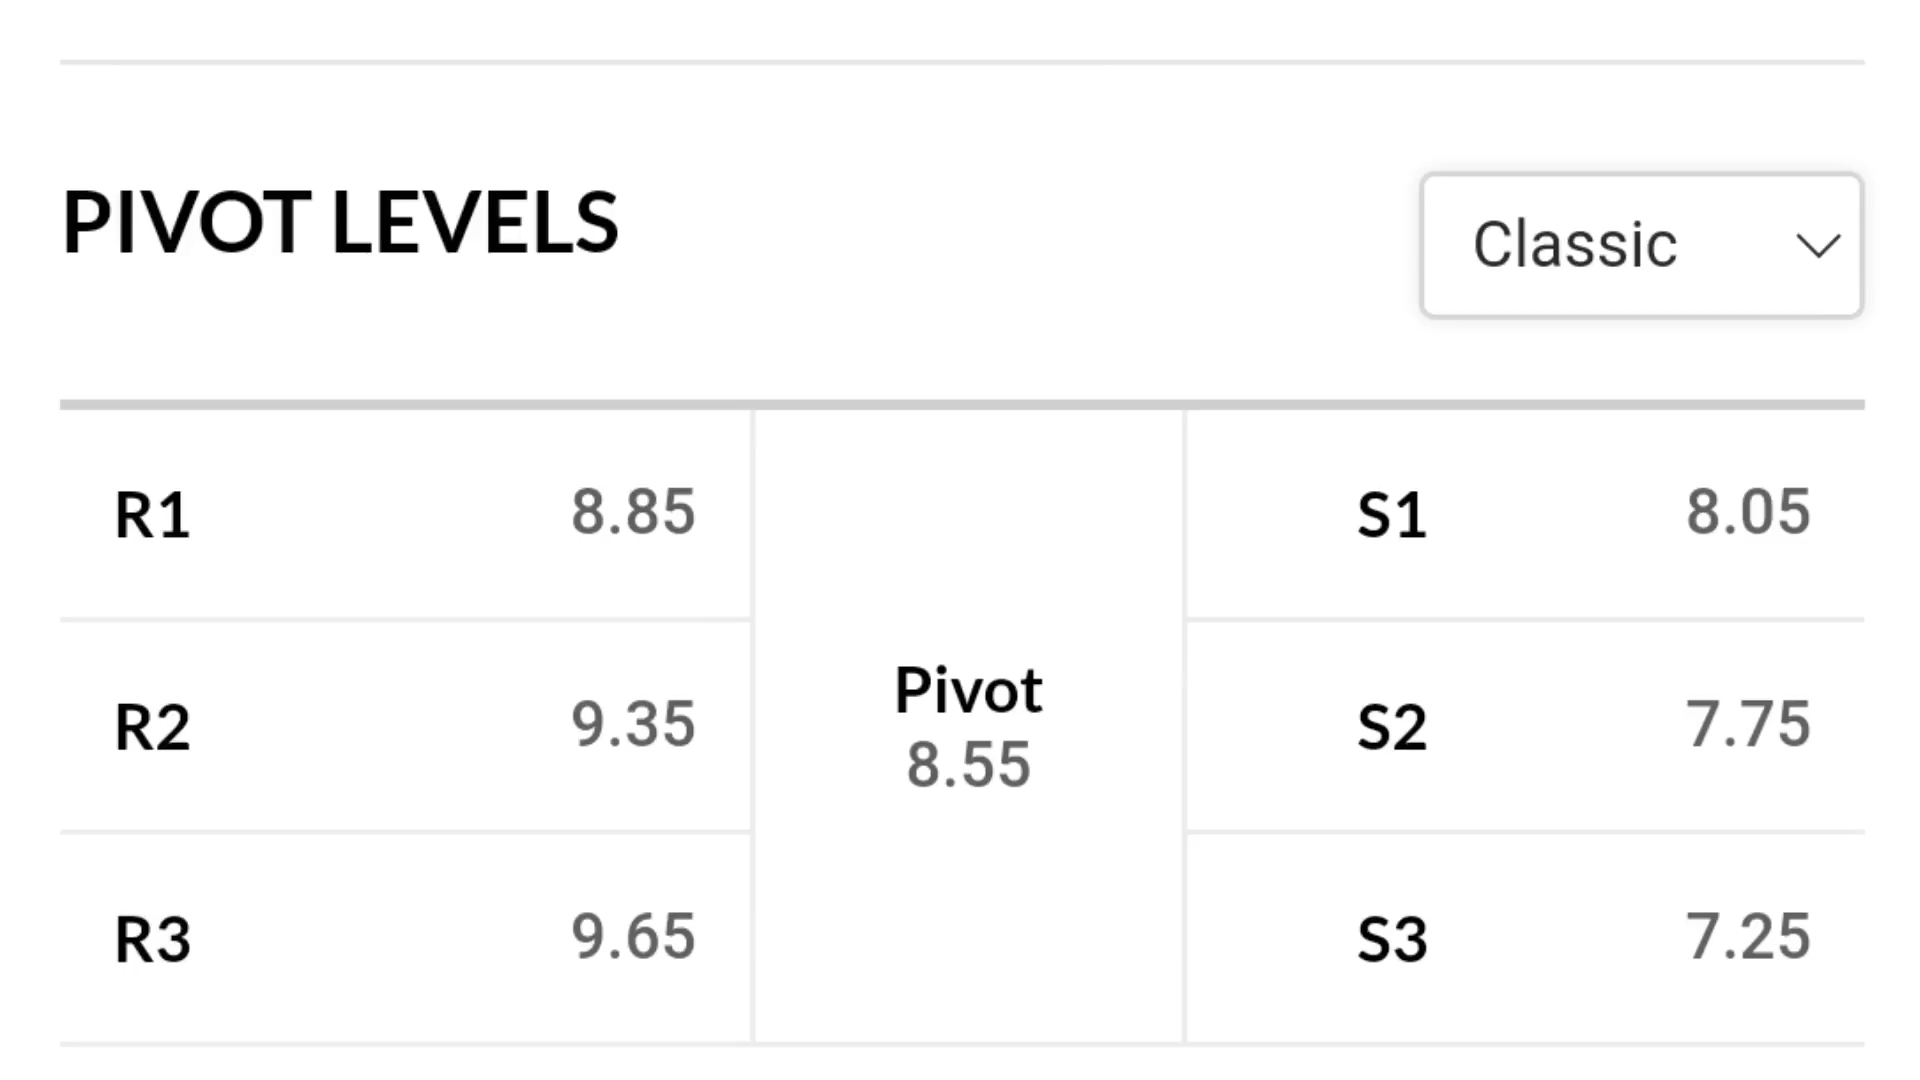 PIVOT LEVELS
Classic
R1 8.85
R2 9.35
R3 9.65
Pivot
8.55
S1 8.05
S2 7.75
S3 7.25